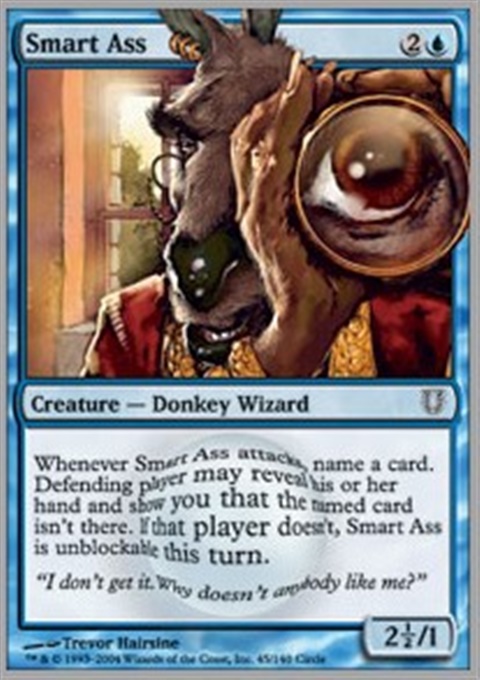 Smart Ass 2
Creature — Donkey Wizard
Whenever Smart Ass attacks, name a card.
Defending player may reveal his or her
hand and show you that the named card
isn't there. If that player doesn't, Smart Ass
is unblockable this turn.
"I don't get it. Why doesn't anybody like me?"
2½/1
Trevor Hairsine
™ & © 1993–2004 Wizards of the Coast, Inc. 45/140 Circle